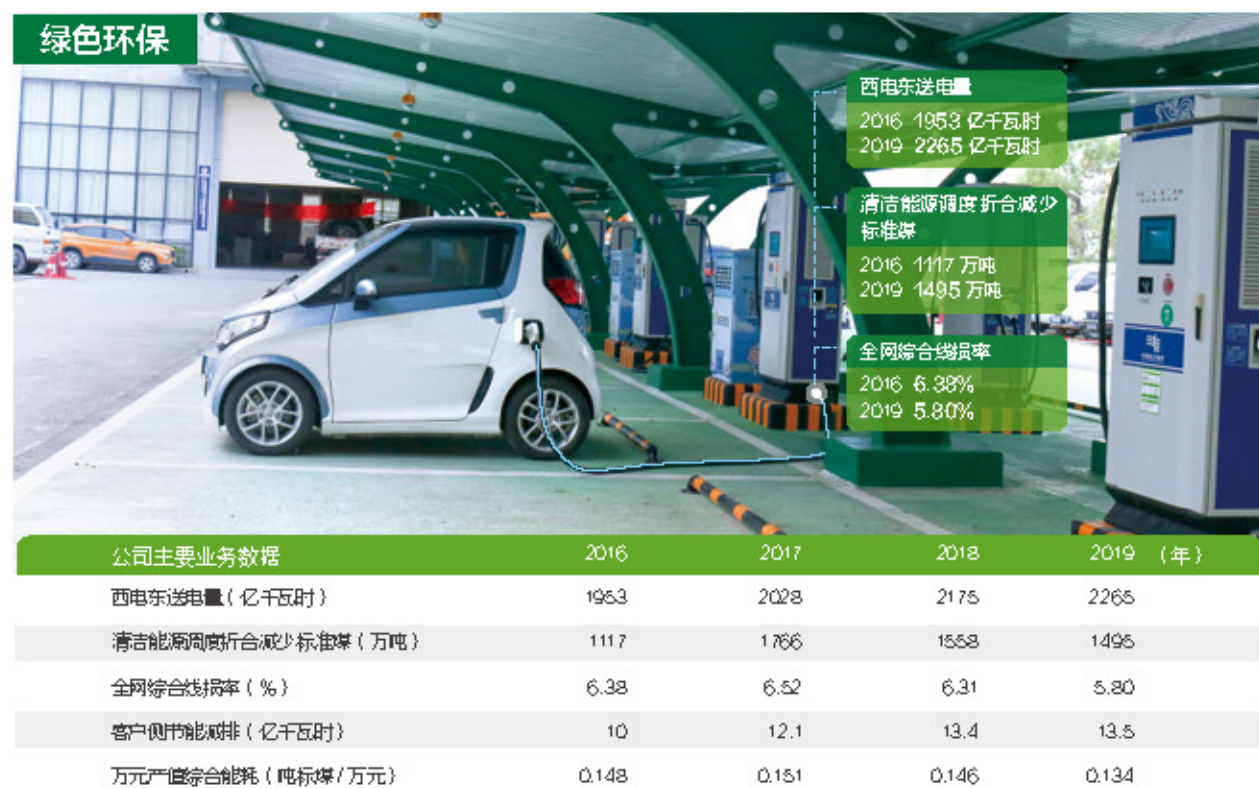 绿色环保
西电东送电量
2016 1953 亿千瓦时
2019 2265 亿千瓦时
清洁能源调度折合减少
标准煤
2016 1117 万吨
2019 1495 万吨
全网综合线损率
2016 6.38%
2019 5.80%
公司主要业务数据 2016 2017 2018 2019 (年)
西电东送电量(亿千瓦时) 1953 2028 2175 2265
清洁能源调度折合减少标准煤(万吨) 1117 1766 1558 1495
全网综合线损率(%) 6.38 6.52 6.31 5.80
客户侧节能减排(亿千瓦时) 10 12.1 13.4 13.5
万元产值综合能耗(吨标煤/万元) 0.148 0.151 0.146 0.134